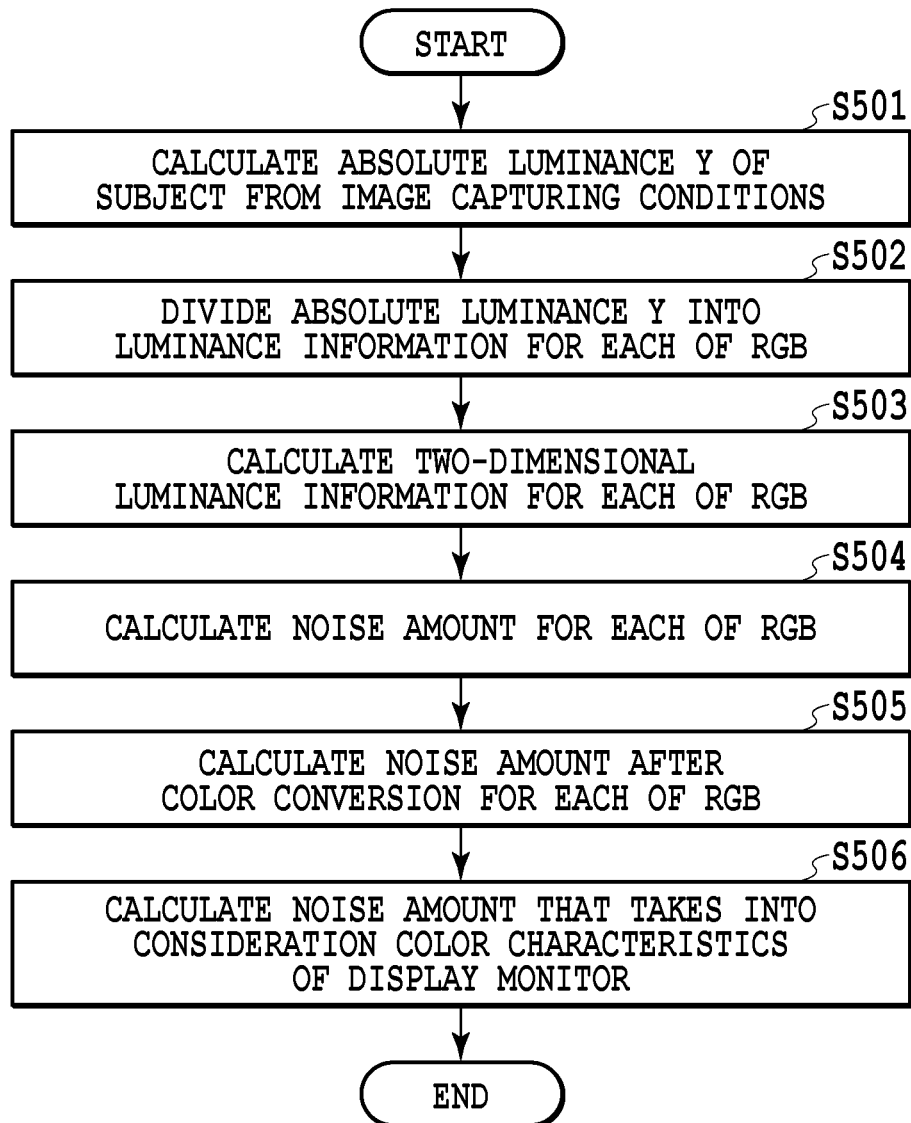 START
S501
CALCULATE ABSOLUTE LUMINANCE Y OF
SUBJECT FROM IMAGE CAPTURING CONDITIONS
S502
DIVIDE ABSOLUTE LUMINANCE Y INTO
LUMINANCE INFORMATION FOR EACH OF RGB
S503
CALCULATE TWO-DIMENSIONAL
LUMINANCE INFORMATION FOR EACH OF RGB
S504
CALCULATE NOISE AMOUNT FOR EACH OF RGB
S505
CALCULATE NOISE AMOUNT AFTER
COLOR CONVERSION FOR EACH OF RGB
S506
CALCULATE NOISE AMOUNT THAT TAKES INTO
CONSIDERATION COLOR CHARACTERISTICS
OF DISPLAY MONITOR
END